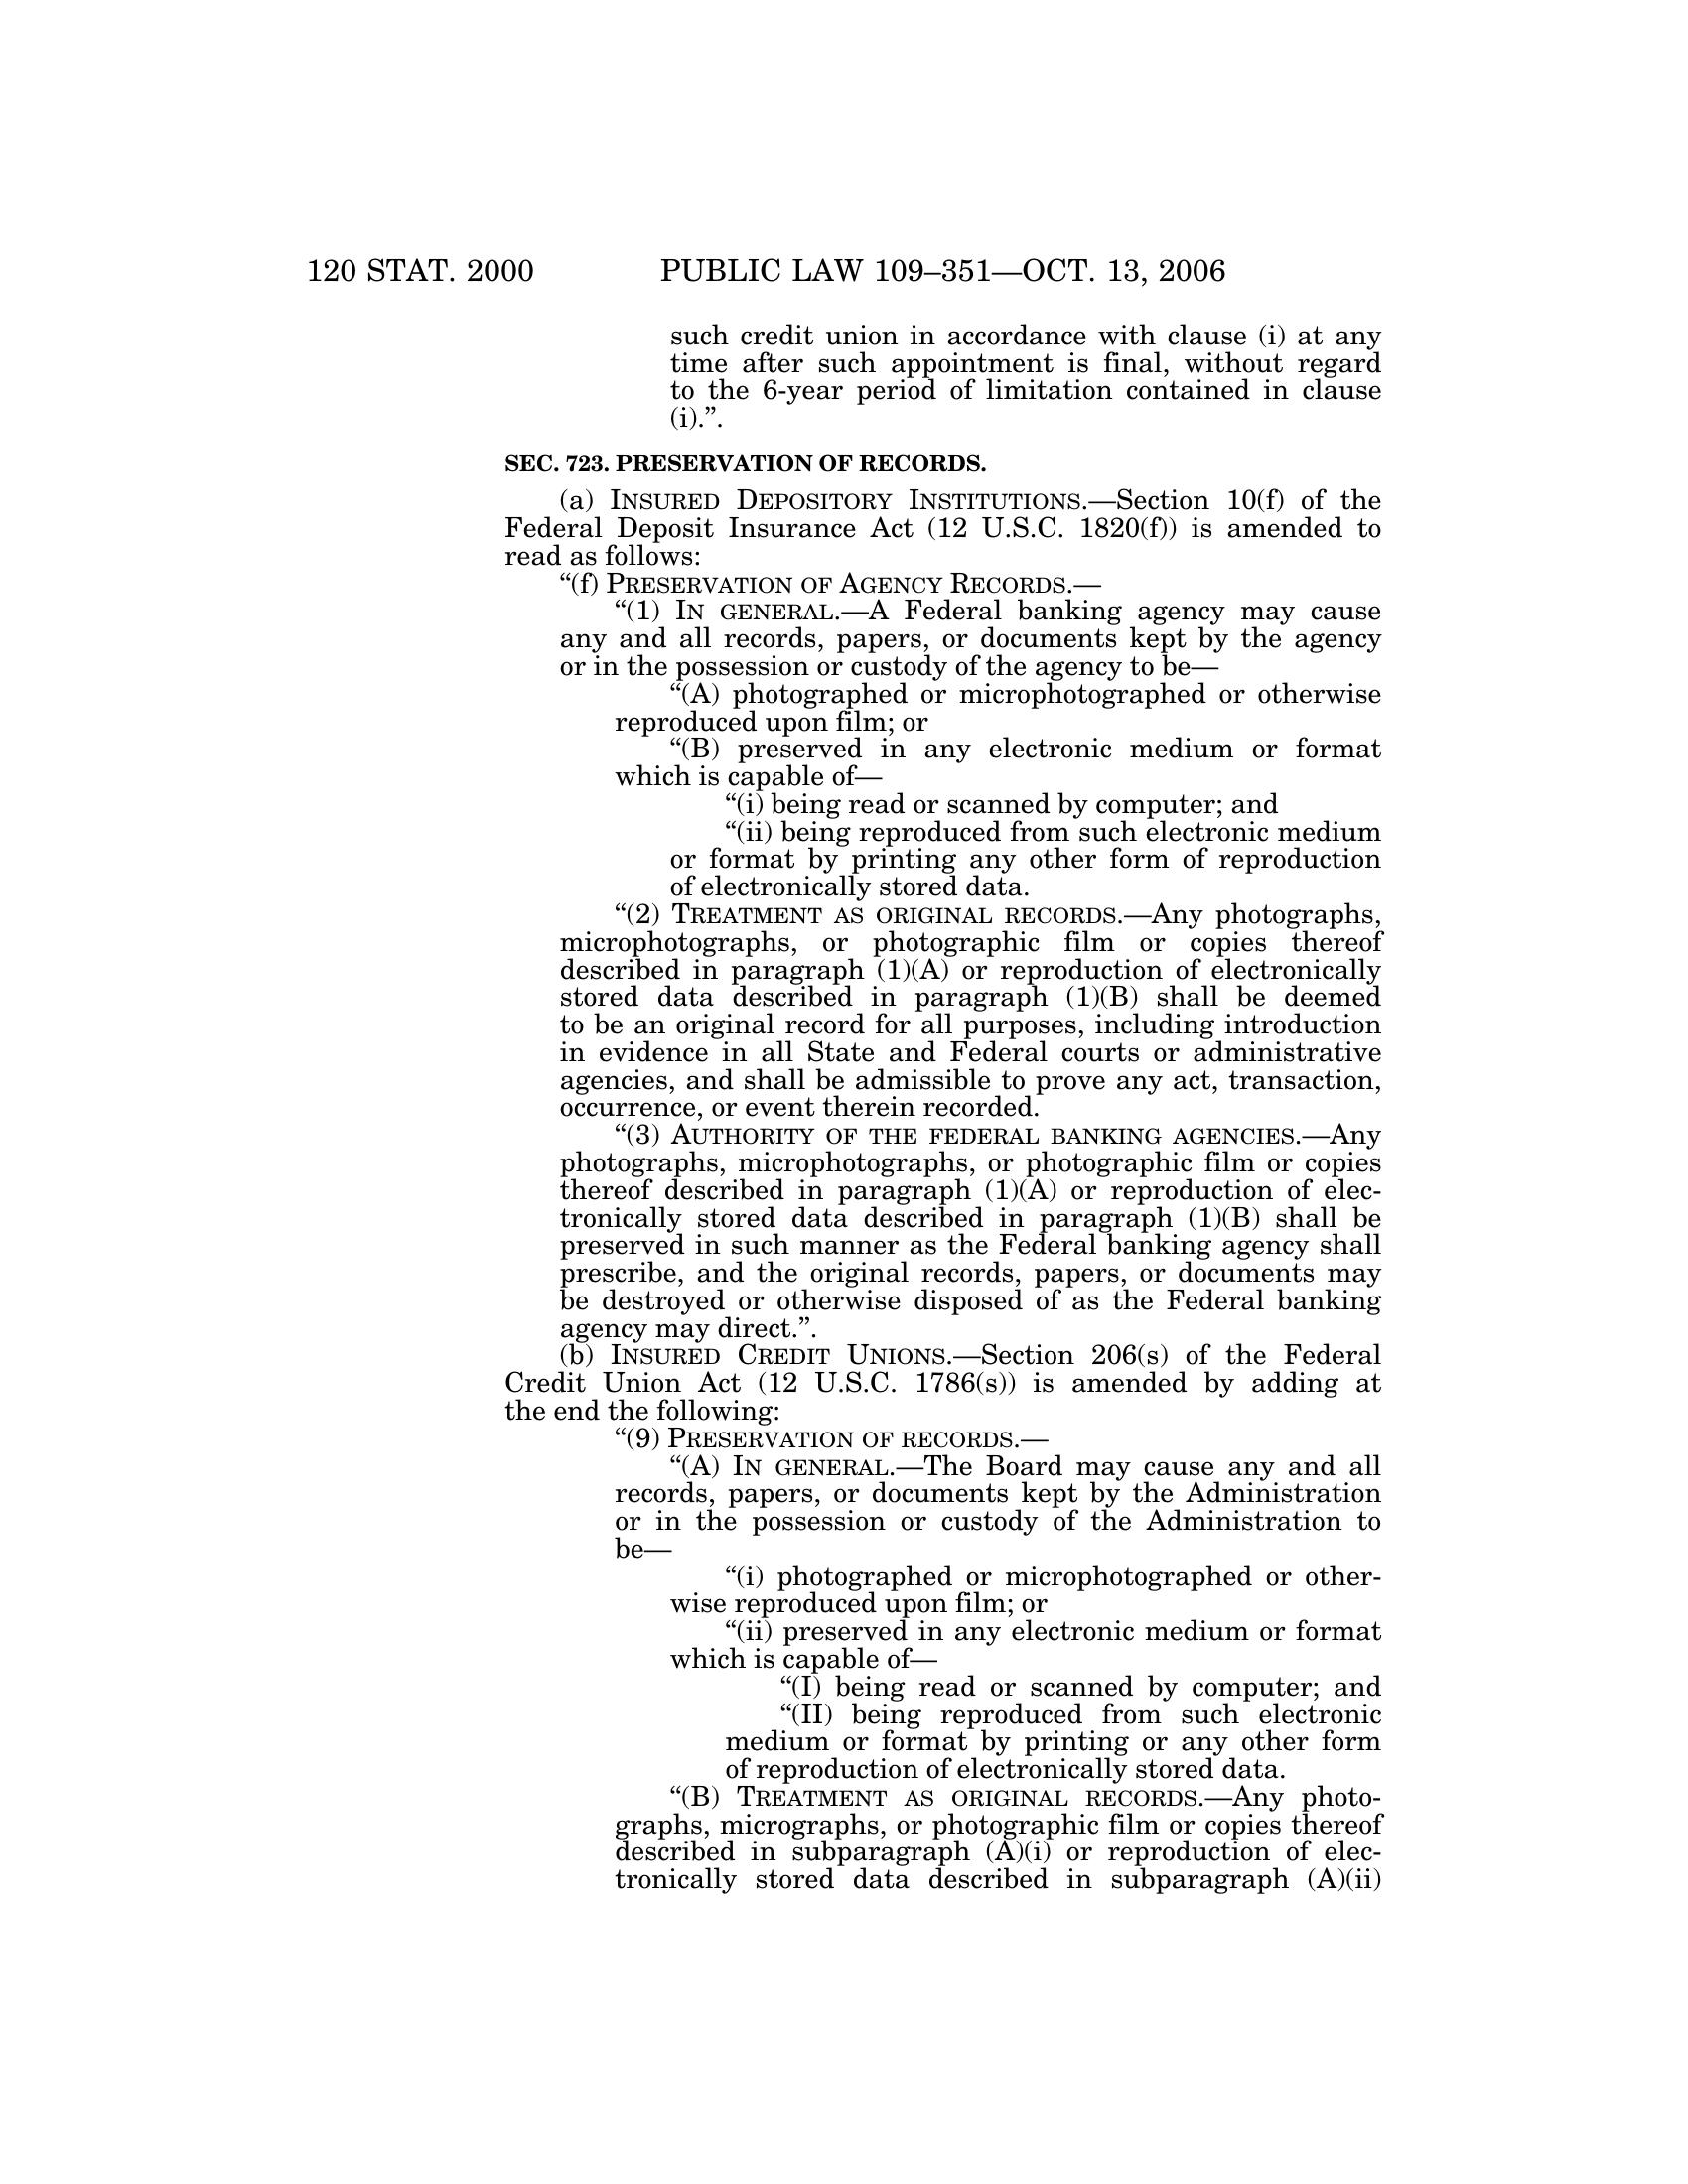 120 STAT. 2000 PUBLIC LAW 109–351—OCT. 13, 2006
such credit union in accordance with clause (i) at any
time after such appointment is final, without regard
to the 6-year period of limitation contained in clause
(i).”.
SEC. 723. PRESERVATION OF RECORDS.
(a) INSURED DEPOSITORY INSTITUTIONS.—Section 10(f) of the
Federal Deposit Insurance Act (12 U.S.C. 1820(f)) is amended to
read as follows:
“(f) PRESERVATION OF AGENCY RECORDS.—
“(1) IN GENERAL.—A Federal banking agency may cause
any and all records, papers, or documents kept by the agency
or in the possession or custody of the agency to be—
“(A) photographed or microphotographed or otherwise
reproduced upon film; or
“(B) preserved in any electronic medium or format
which is capable of—
“(i) being read or scanned by computer; and
“(ii) being reproduced from such electronic medium
or format by printing any other form of reproduction
of electronically stored data.
“(2) TREATMENT AS ORIGINAL RECORDS.—Any photographs,
microphotographs, or photographic film or copies thereof
described in paragraph (1)(A) or reproduction of electronically
stored data described in paragraph (1)(B) shall be deemed
to be an original record for all purposes, including introduction
in evidence in all State and Federal courts or administrative
agencies, and shall be admissible to prove any act, transaction,
occurrence, or event therein recorded.
“(3) AUTHORITY OF THE FEDERAL BANKING AGENCIES.—Any
photographs, microphotographs, or photographic film or copies
thereof described in paragraph (1)(A) or reproduction of elec-
tronically stored data described in paragraph (1)(B) shall be
preserved in such manner as the Federal banking agency shall
prescribe, and the original records, papers, or documents may
be destroyed or otherwise disposed of as the Federal banking
agency may direct.”.
(b) INSURED CREDIT UNIONS.—Section 206(s) of the Federal
Credit Union Act (12 U.S.C. 1786(s)) is amended by adding at
the end the following:
“(9) PRESERVATION OF RECORDS.—
“(A) IN GENERAL.—The Board may cause any and all
records, papers, or documents kept by the Administration
or in the possession or custody of the Administration to
be—
“(i) photographed or microphotographed or other-
wise reproduced upon film; or
“(ii) preserved in any electronic medium or format
which is capable of—
“(I) being read or scanned by computer; and
“(II) being reproduced from such electronic
medium or format by printing or any other form
of reproduction of electronically stored data.
“(B) TREATMENT AS ORIGINAL RECORDS.—Any photo-
graphs, micrographs, or photographic film or copies thereof
described in subparagraph (A)(i) or reproduction of elec-
tronically stored data described in subparagraph (A)(ii)